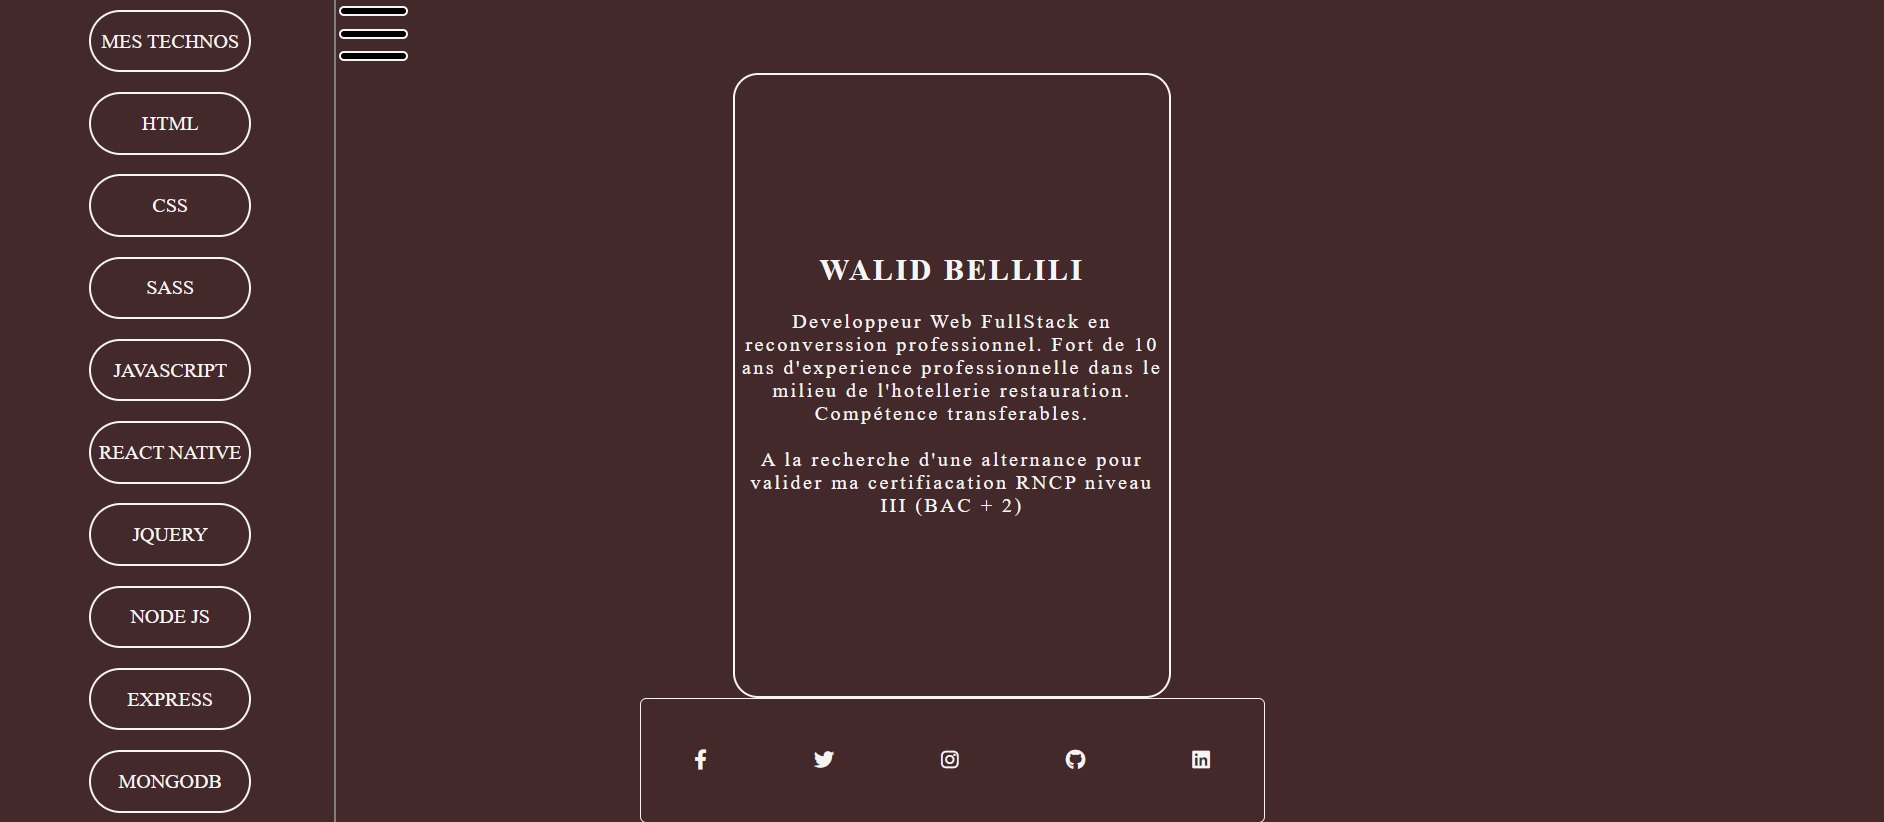 MES TECHNOS
HTML
CSS
SASS
JAVASCRIPT
REACT NATIVE
JQUERY
NODE JS
EXPRESS
MONGODB
WALID BELLILI
Developpeur Web FullStack en
reconverssion professionnel. Fort de 10
ans d'experience professionnelle dans le
milieu de l'hotellerie restauration.
Compétence transferables.
A la recherche d'une alternance pour
valider ma certifiacation RNCP niveau
III (BAC + 2)